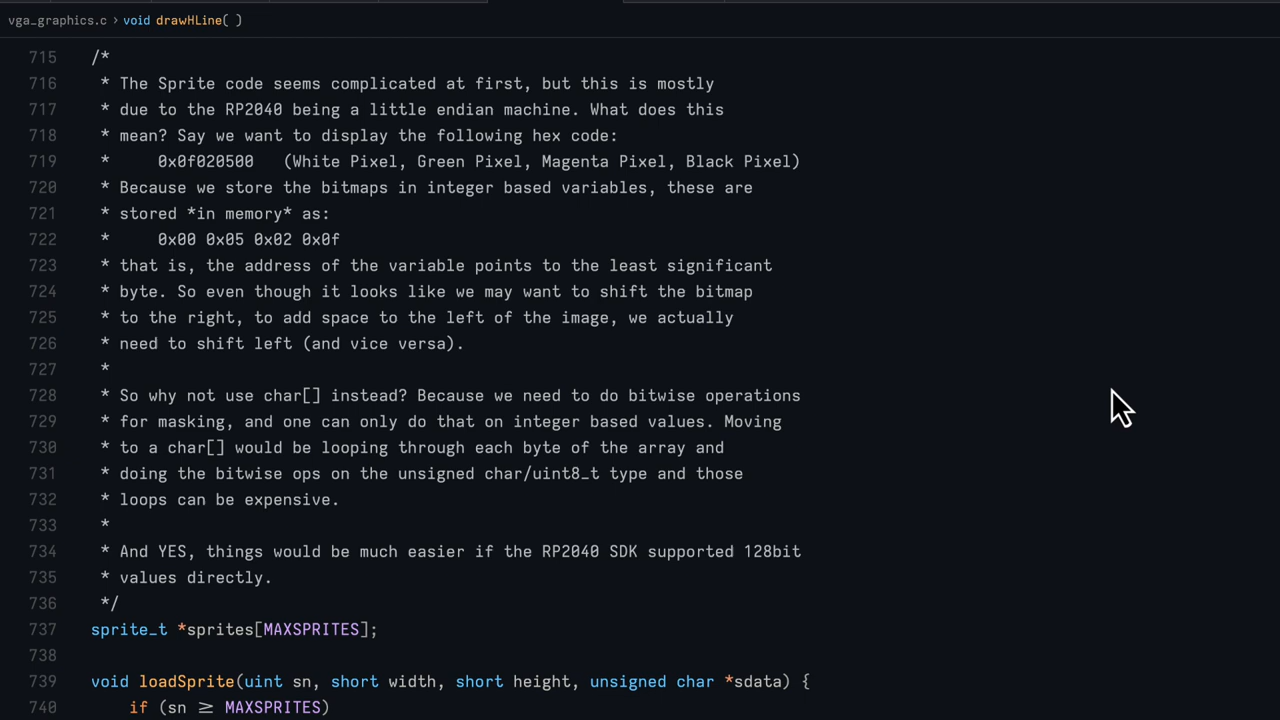 vga_graphics.c › void drawHLine( )
715 /*
716 * The Sprite code seems complicated at first, but this is mostly
717 * due to the RP2040 being a little endian machine. What does this
718 * mean? Say we want to display the following hex code:
719 *     0x0f020500   (White Pixel, Green Pixel, Magenta Pixel, Black Pixel)
720 * Because we store the bitmaps in integer based variables, these are
721 * stored *in memory* as:
722 *     0x00 0x05 0x02 0x0f
723 * that is, the address of the variable points to the least significant
724 * byte. So even though it looks like we may want to shift the bitmap
725 * to the right, to add space to the left of the image, we actually
726 * need to shift left (and vice versa).
727 *
728 * So why not use char[] instead? Because we need to do bitwise operations
729 * for masking, and one can only do that on integer based values. Moving
730 * to a char[] would be looping through each byte of the array and
731 * doing the bitwise ops on the unsigned char/uint8_t type and those
732 * loops can be expensive.
733 *
734 * And YES, things would be much easier if the RP2040 SDK supported 128bit
735 * values directly.
736 */
737 sprite_t *sprites[MAXSPRITES];
738
739 void loadSprite(uint sn, short width, short height, unsigned char *sdata) {
740     if (sn ≥ MAXSPRITES)